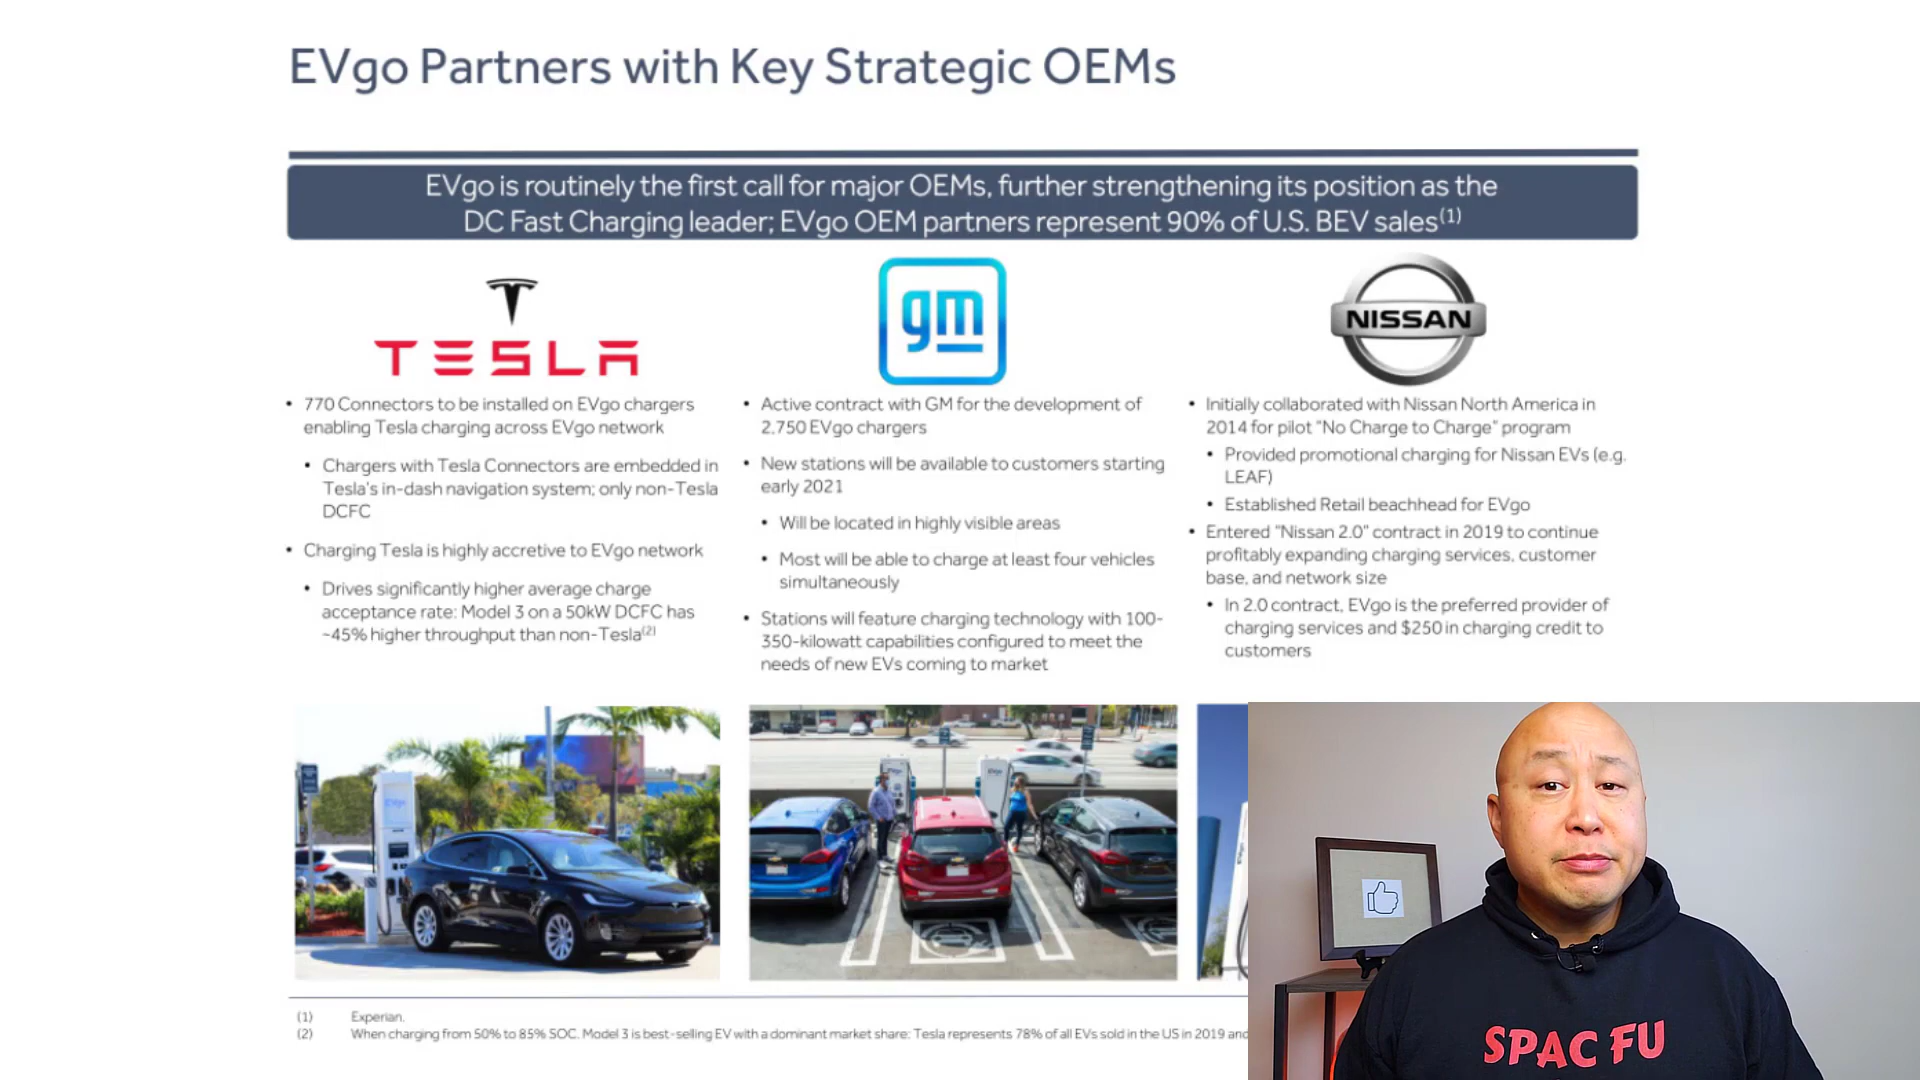 EVgo Partners with Key Strategic OEMs
EVgo is routinely the first call for major OEMs, further strengthening its position as the
DC Fast Charging leader; EVgo OEM partners represent 90% of U.S. BEV sales(1)
TESLA
• 770 Connectors to be installed on EVgo chargers
enabling Tesla charging across EVgo network
• Chargers with Tesla Connectors are embedded in
Tesla's in-dash navigation system; only non-Tesla
DCFC
• Charging Tesla is highly accretive to EVgo network
• Drives significantly higher average charge
acceptance rate: Model 3 on a 50kW DCFC has
~45% higher throughput than non-Tesla(2)
gm
• Active contract with GM for the development of
2,750 EVgo chargers
• New stations will be available to customers starting
early 2021
• Will be located in highly visible areas
• Most will be able to charge at least four vehicles
simultaneously
• Stations will feature charging technology with 100-
350-kilowatt capabilities configured to meet the
needs of new EVs coming to market
NISSAN
• Initially collaborated with Nissan North America in
2014 for pilot "No Charge to Charge" program
• Provided promotional charging for Nissan EVs (e.g.
LEAF)
• Established Retail beachhead for EVgo
• Entered "Nissan 2.0" contract in 2019 to continue
profitably expanding charging services, customer
base, and network size
• In 2.0 contract, EVgo is the preferred provider of
charging services and $250 in charging credit to
customers
EVgo
EVgo
(1) Experian.
(2) When charging from 50% to 85% SOC. Model 3 is best-selling EV with a dominant market share: Tesla represents 78% of all EVs sold in the US in 2019 and
SPAC FU